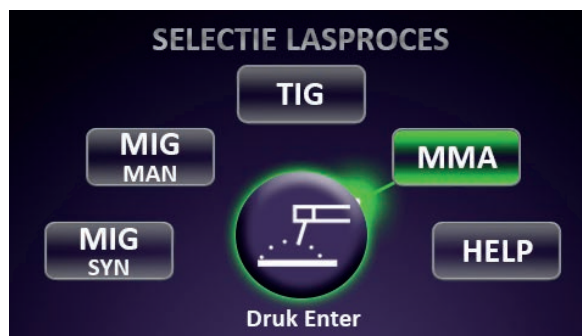 SELECTIE LASPROCES
TIG
MIG
MAN
MMA
MIG
SYN
HELP
Druk Enter